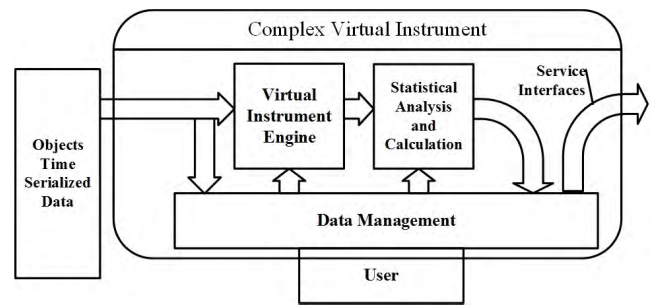 Complex Virtual Instrument
Objects
Time
Serialized
Data
Virtual
Instrument
Engine
Statistical
Analysis
and
Calculation
Service
Interfaces
Data Management
User